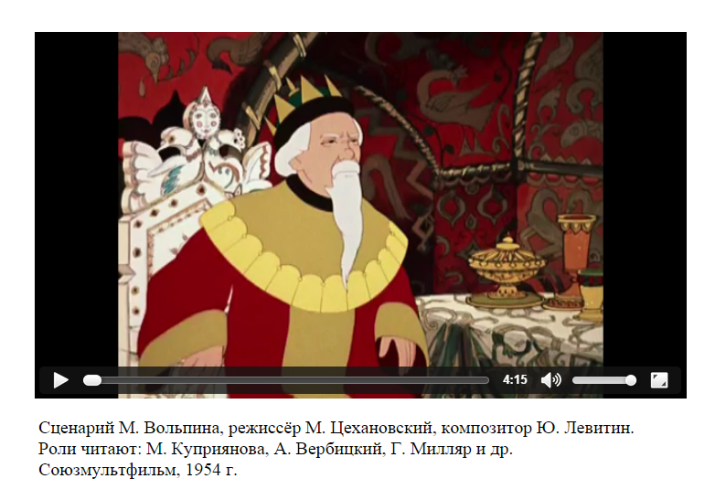 4:15
Сценарий М. Вольпина, режиссёр М. Цехановский, композитор Ю. Левитин.
Роли читают: М. Куприянова, А. Вербицкий, Г. Милляр и др.
Союзмультфильм, 1954 г.